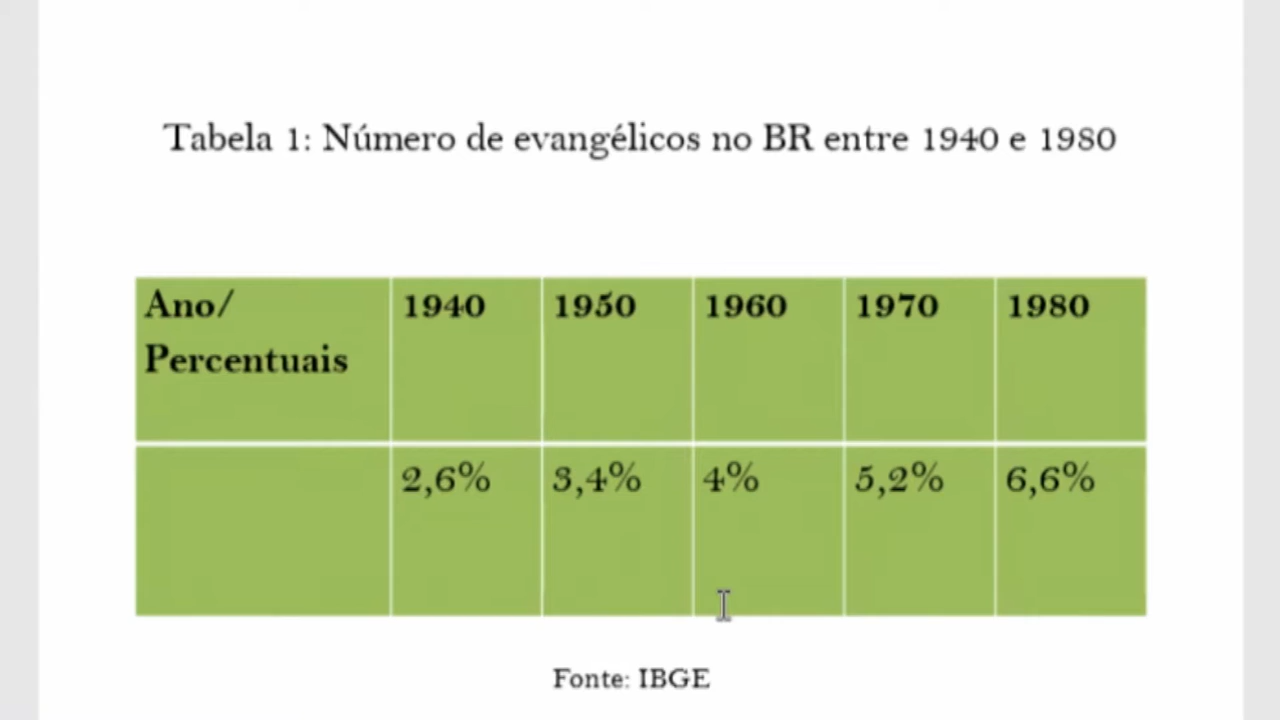 Tabela 1: Número de evangélicos no BR entre 1940 e 1980
Ano/ 1940 1950 1960 1970 1980
Percentuais
2,6% 3,4% 4% 5,2% 6,6%
Fonte: IBGE